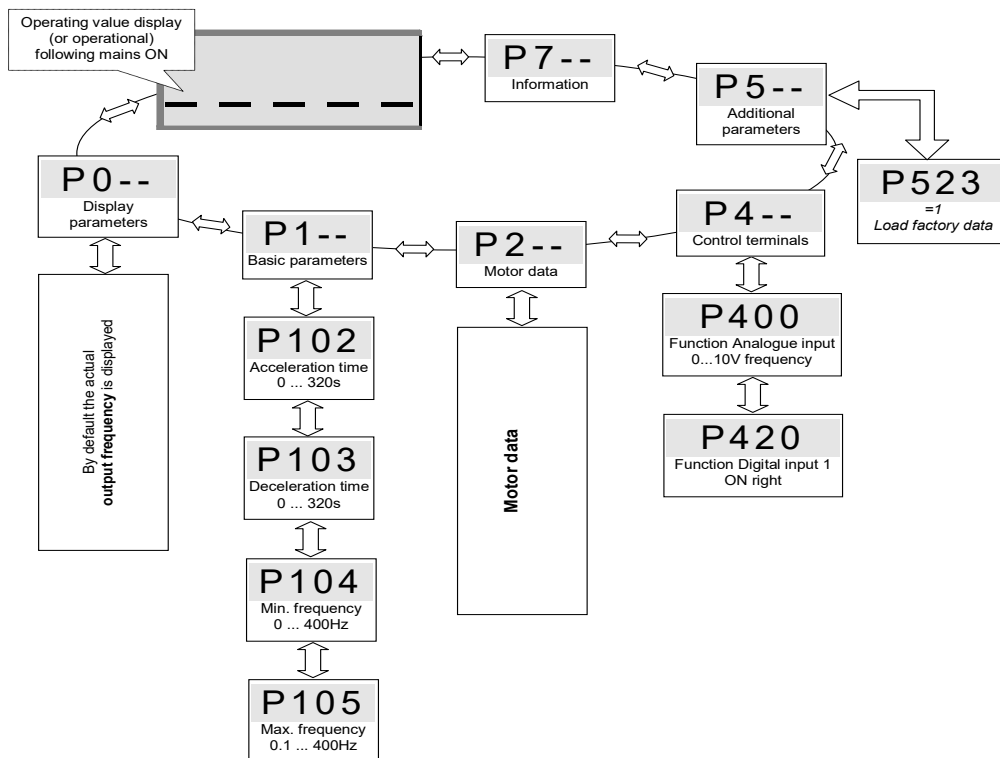 Operating value display
(or operational)
following mains ON
P7--
Information
P5--
Additional
parameters
P523
=1
Load factory data
P0--
Display
parameters
P1--
Basic parameters
P2--
Motor data
P4--
Control terminals
By default the actual
output frequency is displayed
P102
Acceleration time
0 ... 320s
P103
Deceleration time
0 ... 320s
P104
Min. frequency
0 ... 400Hz
P105
Max. frequency
0.1 ... 400Hz
Motor data
P400
Function Analogue input
0...10V frequency
P420
Function Digital input 1
ON right